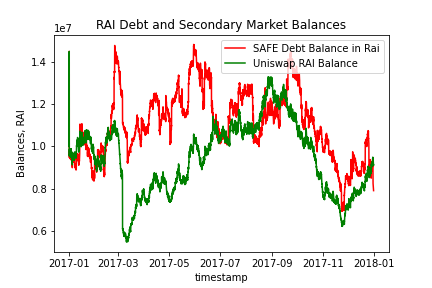 RAI Debt and Secondary Market Balances
1e7
SAFE Debt Balance in Rai
Uniswap RAI Balance
1.4
1.2
1.0
0.8
0.6
Balances, RAI
2017-01 2017-03 2017-05 2017-07 2017-09 2017-11 2018-01
timestamp